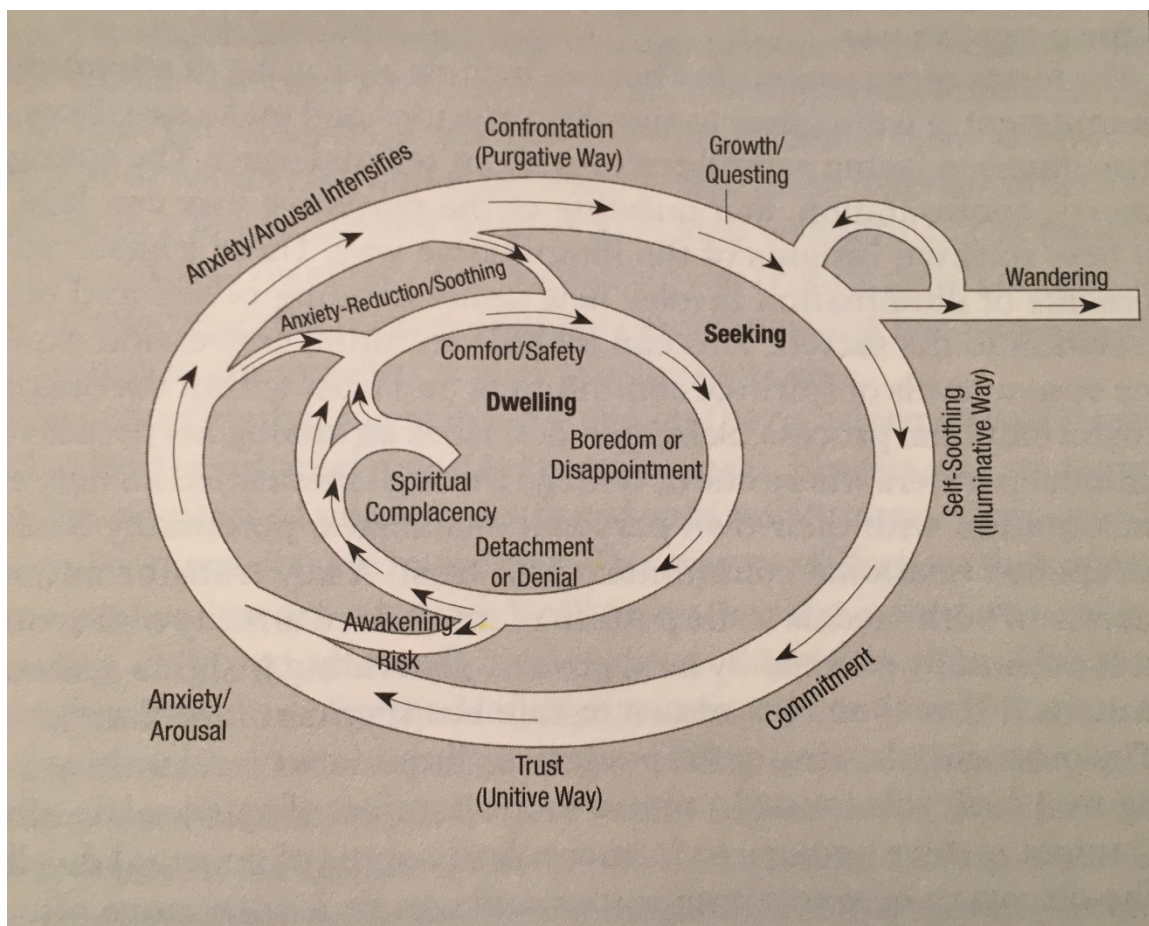 Confrontation
(Purgative Way)
Growth/
Questing
Anxiety/Arousal Intensifies
Anxiety-Reduction/Soothing
Wandering
Seeking
Comfort/Safety
Dwelling
Boredom or
Disappointment
Self-Soothing
(Illuminative Way)
Spiritual
Complacency
Detachment
or Denial
Awakening
Risk
Commitment
Anxiety/
Arousal
Trust
(Unitive Way)